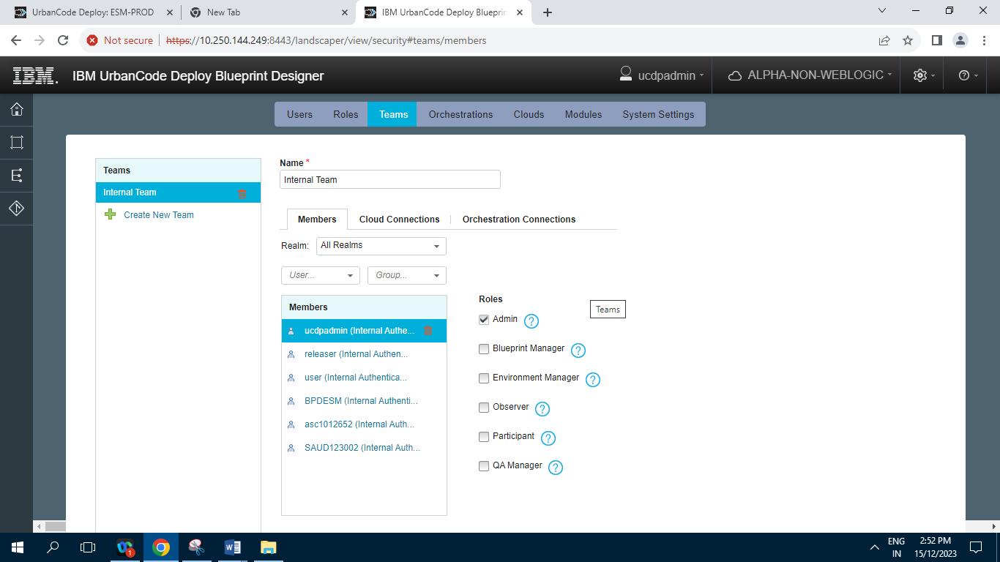 UrbanCode Deploy: ESM-PROD
New Tab
IBM UrbanCode Deploy Blueprin
Not secure
https://10.250.144.249:8443/landscaper/view/security#teams/members
IBM.
IBM UrbanCode Deploy Blueprint Designer
ucdpadmin
ALPHA-NON-WEBLOGIC
Users
Roles
Teams
Orchestrations
Clouds
Modules
System Settings
Teams
Internal Team
Create New Team
Name *
Internal Team
Members
Cloud Connections
Orchestration Connections
Realm:
All Realms
User...
Group...
Members
ucdpadmin (Internal Authe...
releaser (Internal Authen...
user (Internal Authentica...
BPDESM (Internal Authenti...
asc1012652 (Internal Auth...
SAUD123002 (Internal Auth...
Roles
Teams
Admin ?
Blueprint Manager ?
Environment Manager ?
Observer ?
Participant ?
QA Manager ?
1
ENG
IN
2:52 PM
15/12/2023